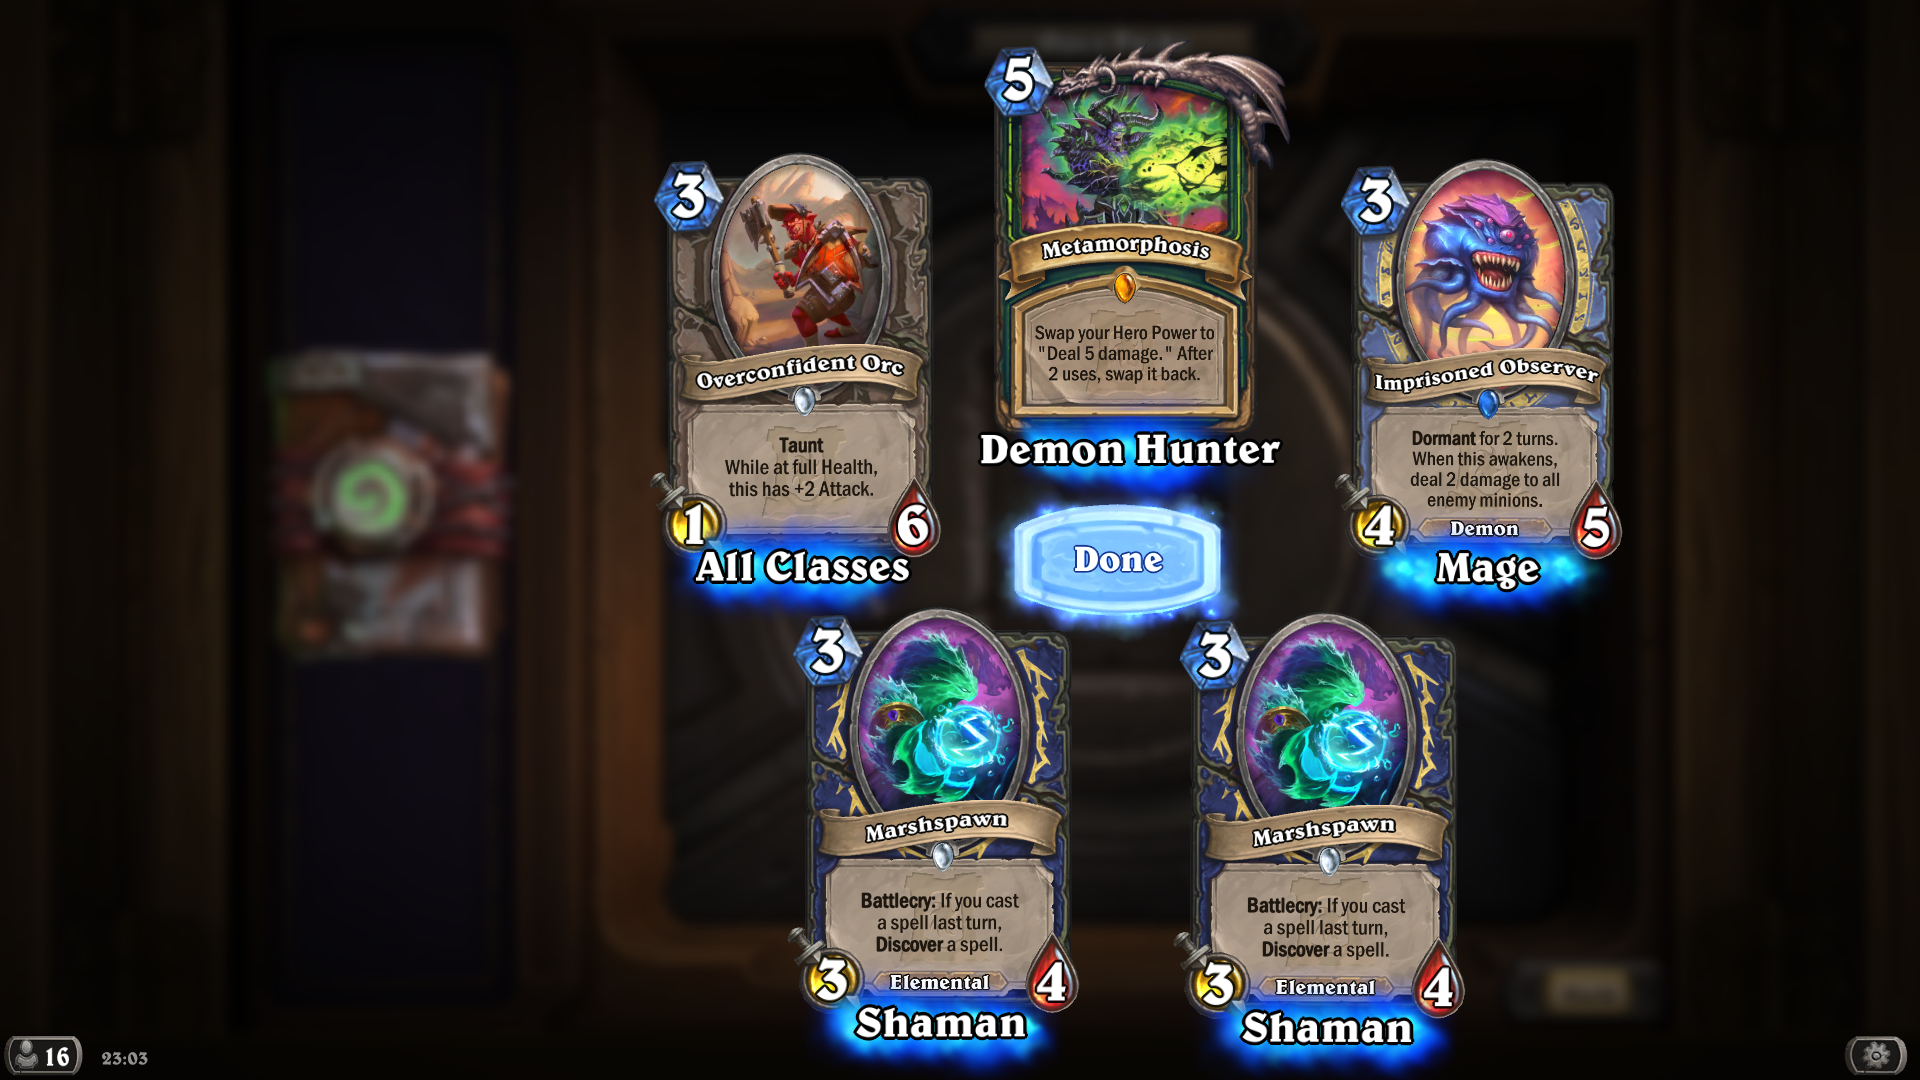 5
Metamorphosis
Swap your Hero Power to
"Deal 5 damage." After
2 uses, swap it back.
Demon Hunter
3
Overconfident Orc
Taunt
While at full Health,
this has +2 Attack.
1
6
All Classes
3
Imprisoned Observer
Dormant for 2 turns.
When this awakens,
deal 2 damage to all
enemy minions.
4
Demon
5
Mage
Done
3
Marshspawn
Battlecry: If you cast
a spell last turn,
Discover a spell.
3
Elemental
4
Shaman
3
Marshspawn
Battlecry: If you cast
a spell last turn,
Discover a spell.
3
Elemental
4
Shaman
16
23:03